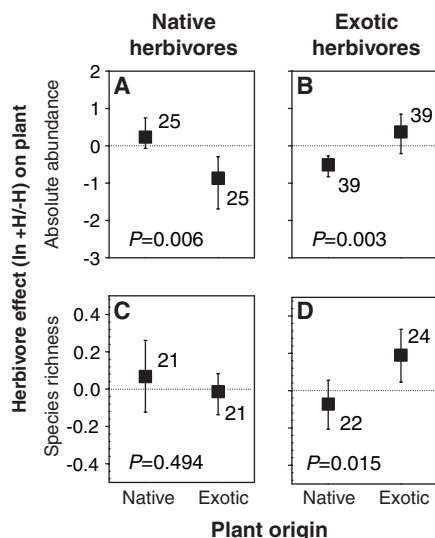 Native herbivores
Exotic herbivores
Herbivore effect (ln +H/-H) on plant
Absolute abundance
2
1
0
-1
-2
-3
A
25
25
P=0.006
B
39
39
P=0.003
Species richness
0.4
0.2
0.0
-0.2
-0.4
C
21
21
P=0.494
D
22
24
P=0.015
Native
Exotic
Native
Exotic
Plant origin